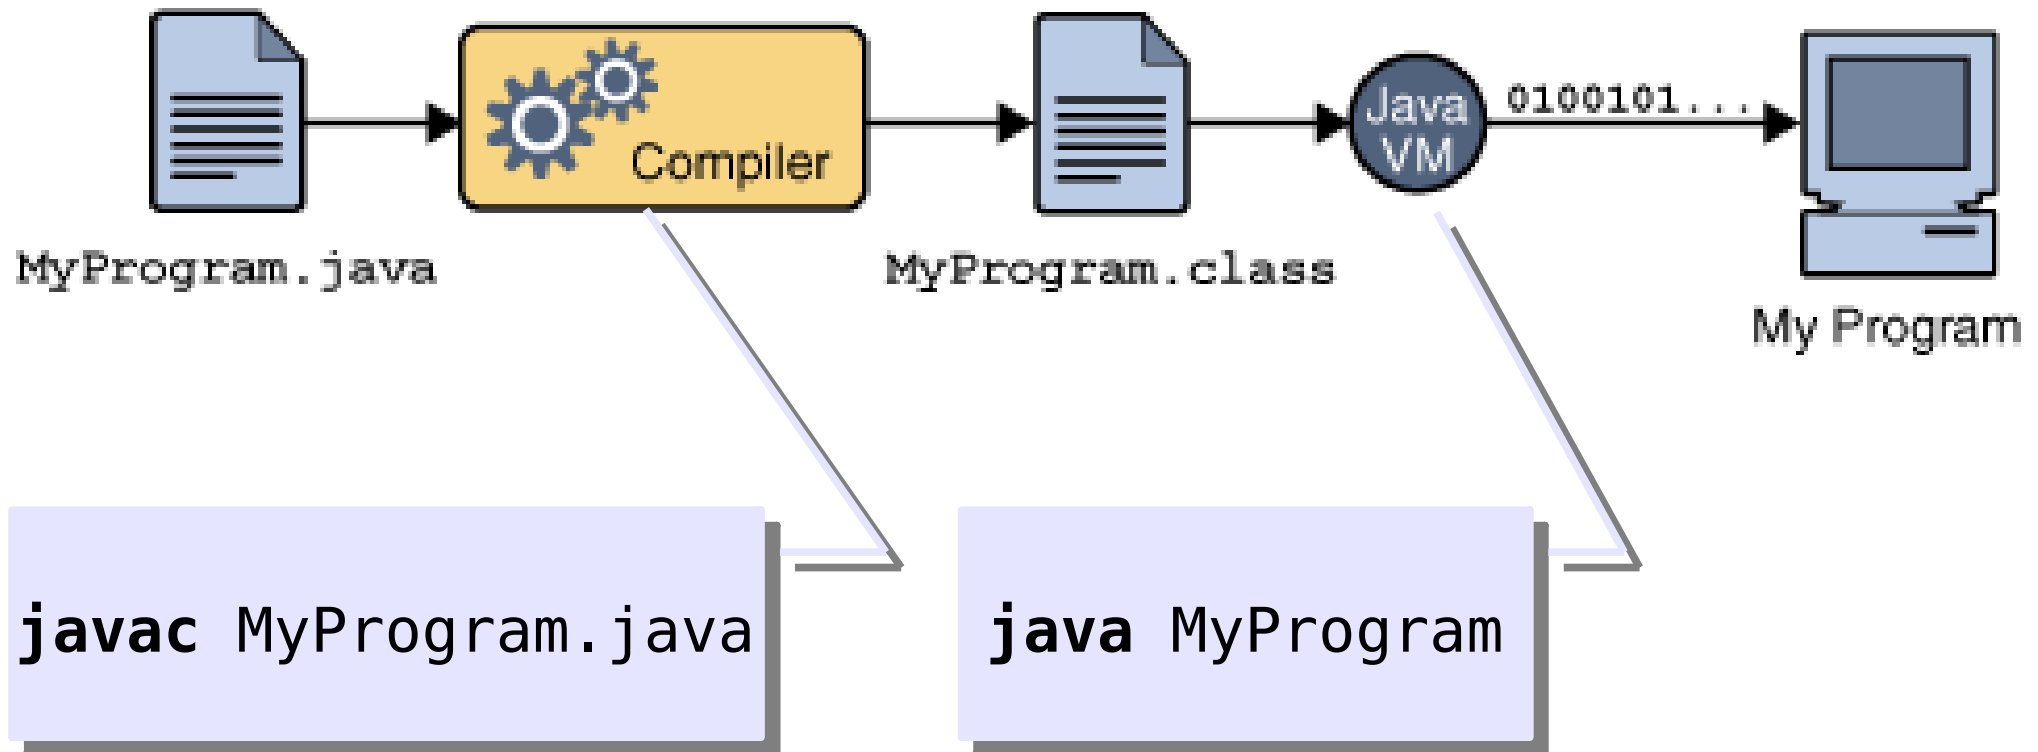 Compiler
Java
VM
0100101...
MyProgram.java
MyProgram.class
My Program
javac MyProgram.java
java MyProgram